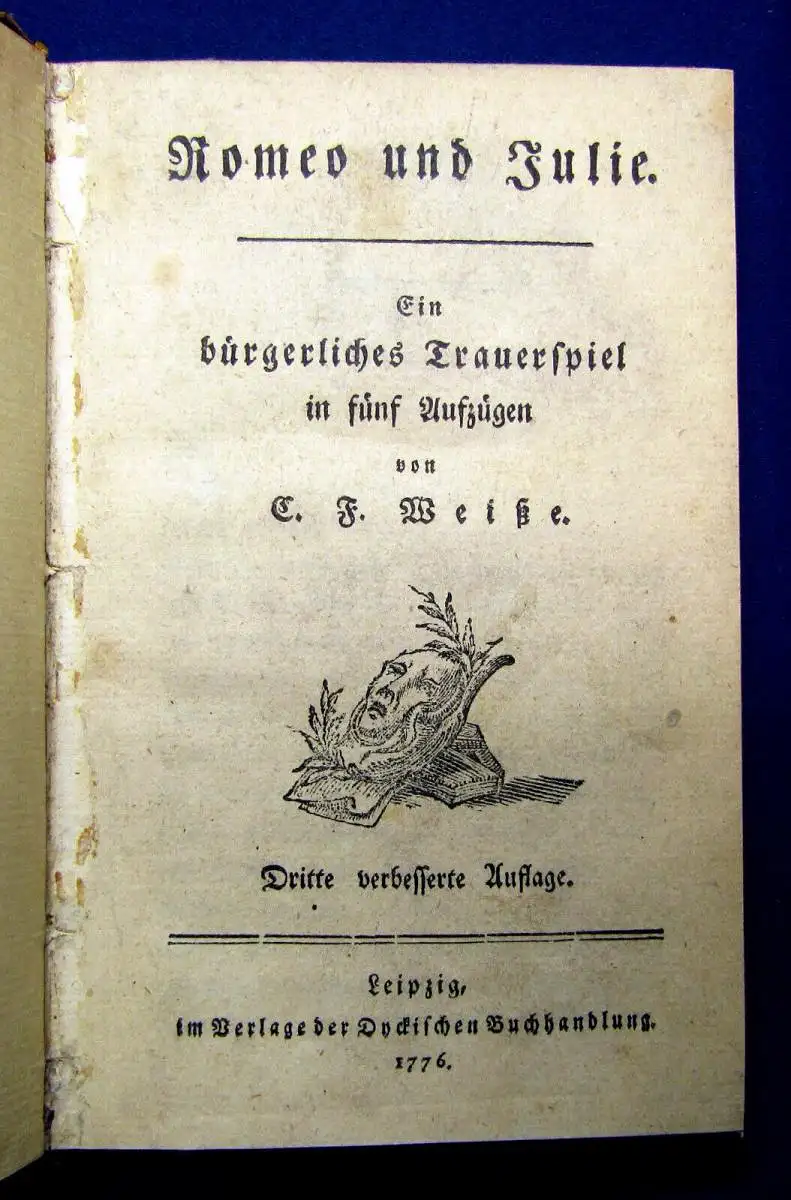 Romeo und Julie.
Ein
bürgerliches Trauerſpiel
in fünf Aufzügen
von
C. F. Weiße.
Dritte verbeſſerte Auflage.
Leipzig,
im Verlage der Dyckiſchen Buchhandlung.
1776.